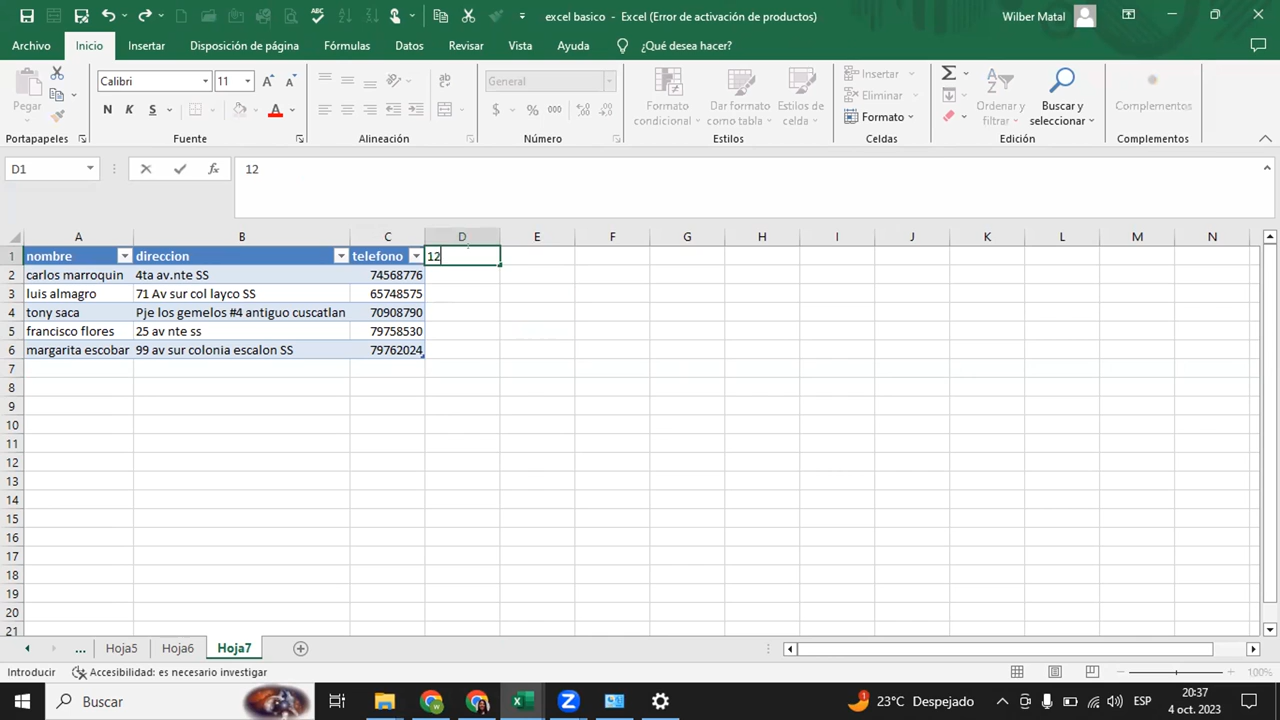 excel basico - Excel (Error de activación de productos)
Wilber Matal
Archivo Inicio Insertar Disposición de página Fórmulas Datos Revisar Vista Ayuda ¿Qué desea hacer?
Pegar
Portapapeles
Calibri 11
N K S
Fuente
ab
Alineación
General
$ % 000
Número
Formato condicional
Dar formato como tabla
Estilos de celda
Estilos
Insertar
Eliminar
Formato
Celdas
Ordenar y filtrar
Buscar y seleccionar
Edición
Complementos
Complementos
D1 fx 12
A B C D E F G H I J K L M N
1 nombre direccion telefono 12
2 carlos marroquin 4ta av.nte SS 74568776
3 luis almagro 71 Av sur col layco SS 65748575
4 tony saca Pje los gemelos #4 antiguo cuscatlan 70908790
5 francisco flores 25 av nte ss 79758530
6 margarita escobar 99 av sur colonia escalon SS 79762024
7
8
9
10
11
12
13
14
15
16
17
18
19
20
21
... Hoja5 Hoja6 Hoja7
Introducir Accesibilidad: es necesario investigar 100%
Buscar 23°C Despejado ESP 20:37
4 oct. 2023